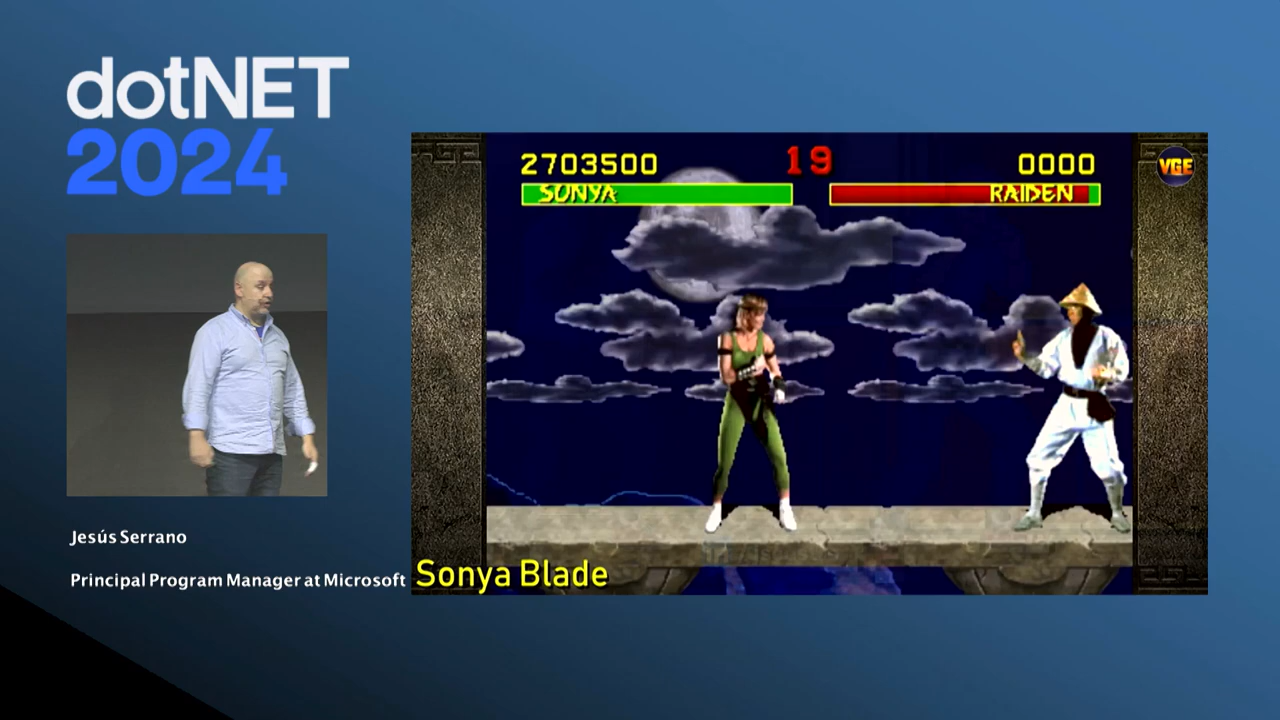 dotNET
2024
2703500
19
0000
VGE
SONYA
RAIDEN
Jesús Serrano
Principal Program Manager at Microsoft
Sonya Blade